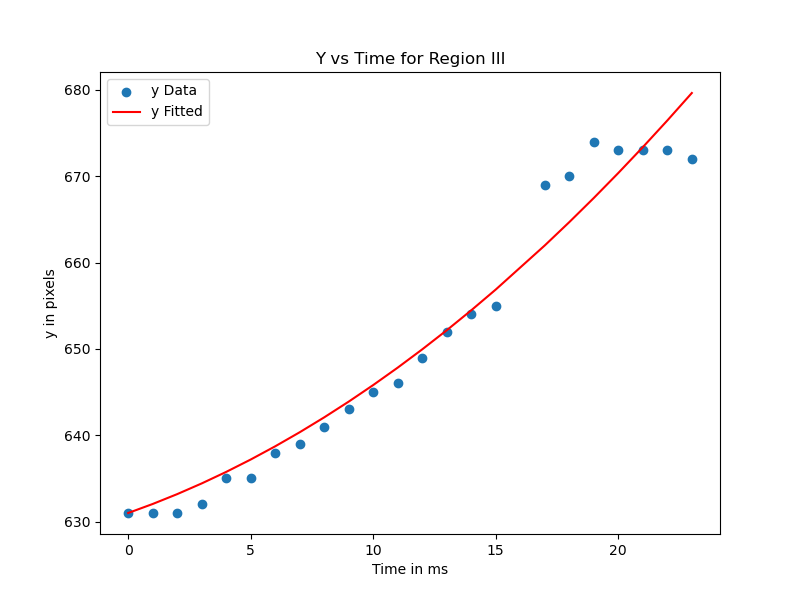 Y vs Time for Region III
y Data
y Fitted
680
670
660
650
640
630
y in pixels
0 5 10 15 20
Time in ms